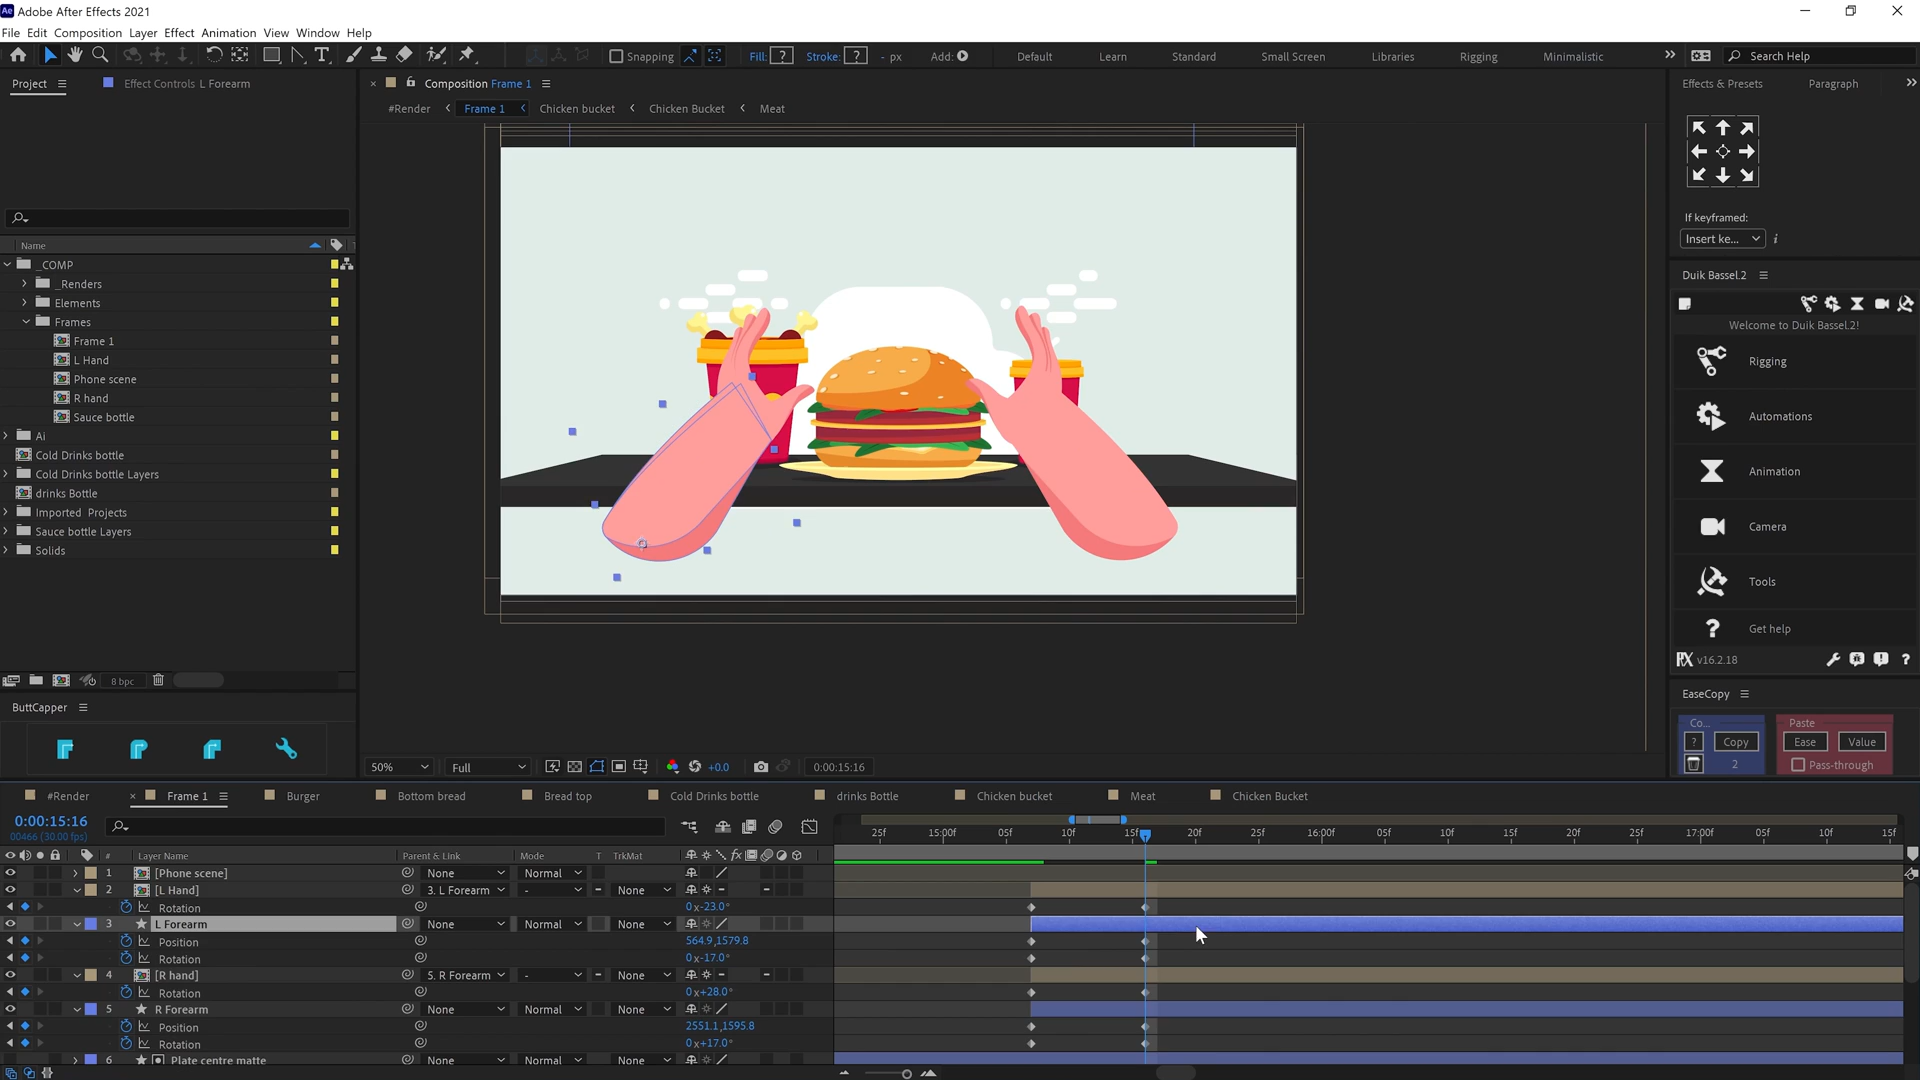 Ae Adobe After Effects 2021
File Edit Composition Layer Effect Animation View Window Help
Snapping Fill: ? Stroke: ? - px Add: Default Learn Standard Small Screen Libraries Rigging Minimalistic Search Help
Project Effect Controls L Forearm
Composition Frame 1
Effects & Presets Paragraph
#Render Frame 1 Chicken bucket Chicken Bucket Meat
If keyframed:
Insert ke... i
Name
_COMP
_Renders
Elements
Frames
Frame 1
L Hand
Phone scene
R hand
Sauce bottle
Ai
Cold Drinks bottle
Cold Drinks bottle Layers
drinks Bottle
Imported Projects
Sauce bottle Layers
Solids
8 bpc
ButtCapper
Duik Bassel.2
Welcome to Duik Bassel.2!
Rigging
Automations
Animation
Camera
Tools
? Get help
v16.2.18 ?
EaseCopy
Co... Paste
? Copy Ease Value
2 Pass-through
50% Full +0.0 0:00:15:16
#Render Frame 1 Burger Bottom bread Bread top Cold Drinks bottle drinks Bottle Chicken bucket Meat Chicken Bucket
0:00:15:16
00466 (30.00 fps)
25f 15:00f 05f 10f 15f 20f 25f 16:00f 05f 10f 15f 20f 25f 17:00f 05f 10f 15f
# Layer Name Parent & Link Mode T TrkMat fx
1 [Phone scene] None Normal
2 [L Hand] 3. L Forearm - None
Rotation 0x-23.0°
3 L Forearm None Normal None
Position 564.9,1579.8
Rotation 0x-17.0°
4 [R hand] 5. R Forearm - None
Rotation 0x+28.0°
5 R Forearm None Normal None
Position 2551.1,1595.8
Rotation 0x+17.0°
6 Plate centre matte None Normal None